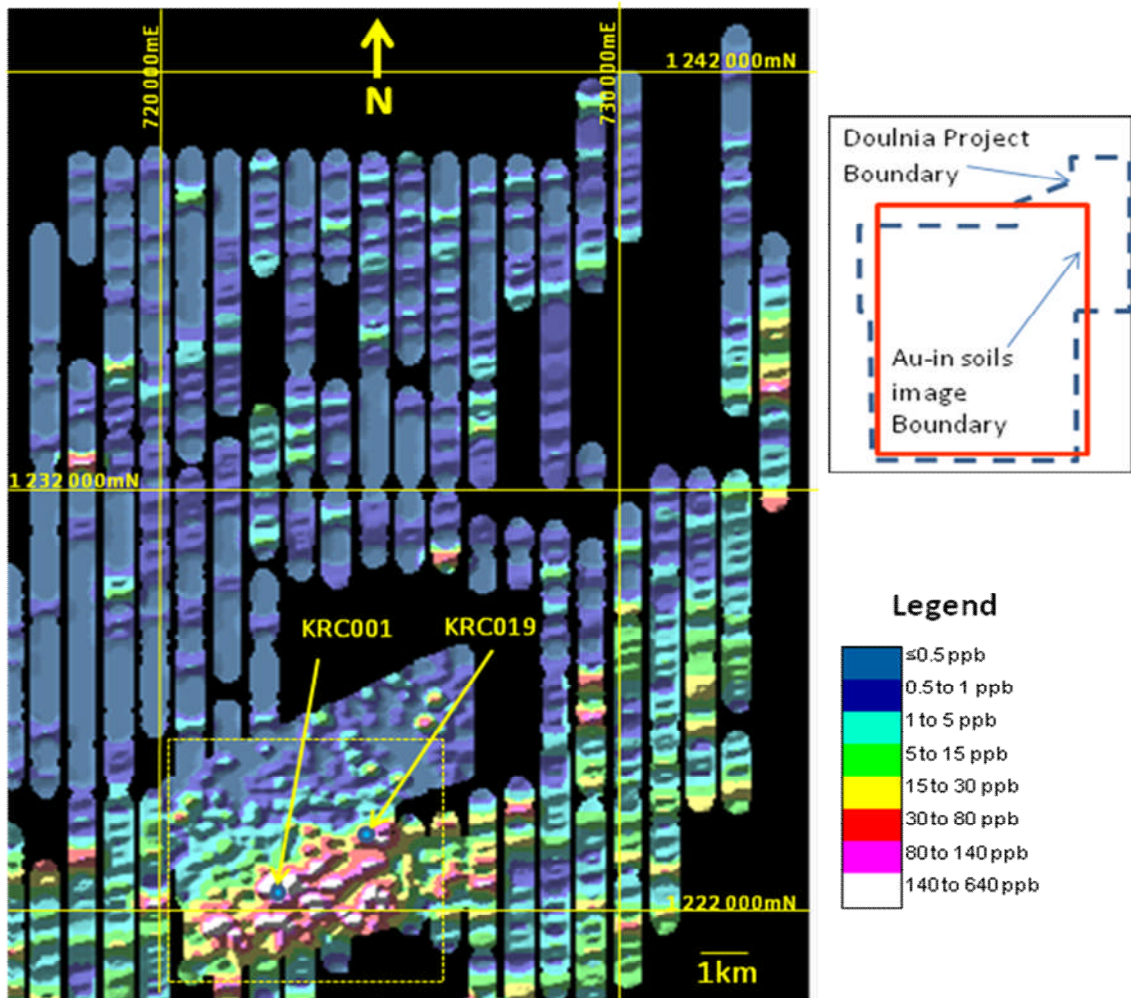 720 000mE
730 000mE
1 242 000mN
N
1 232 000mN
KRC001
KRC019
1 222 000mN
1km
Doulnia Project
Boundary
Au-in soils
image
Boundary
Legend
≤0.5 ppb
0.5 to 1 ppb
1 to 5 ppb
5 to 15 ppb
15 to 30 ppb
30 to 80 ppb
80 to 140 ppb
140 to 640 ppb